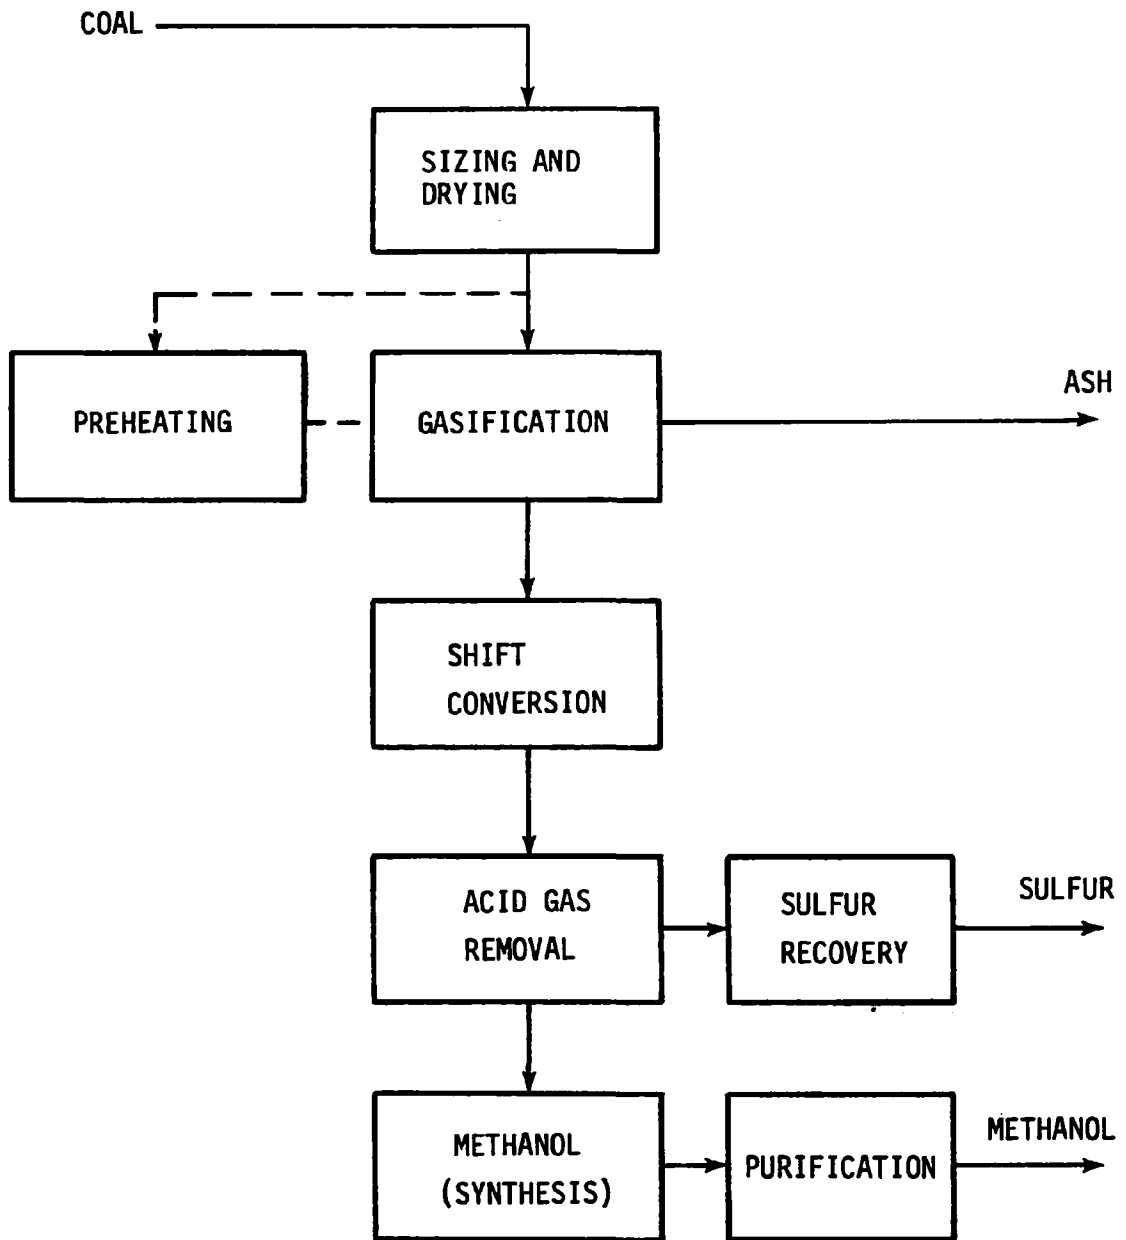 COAL
SIZING AND
DRYING
PREHEATING
GASIFICATION
ASH
SHIFT
CONVERSION
ACID GAS
REMOVAL
SULFUR
RECOVERY
SULFUR
METHANOL
(SYNTHESIS)
PURIFICATION
METHANOL